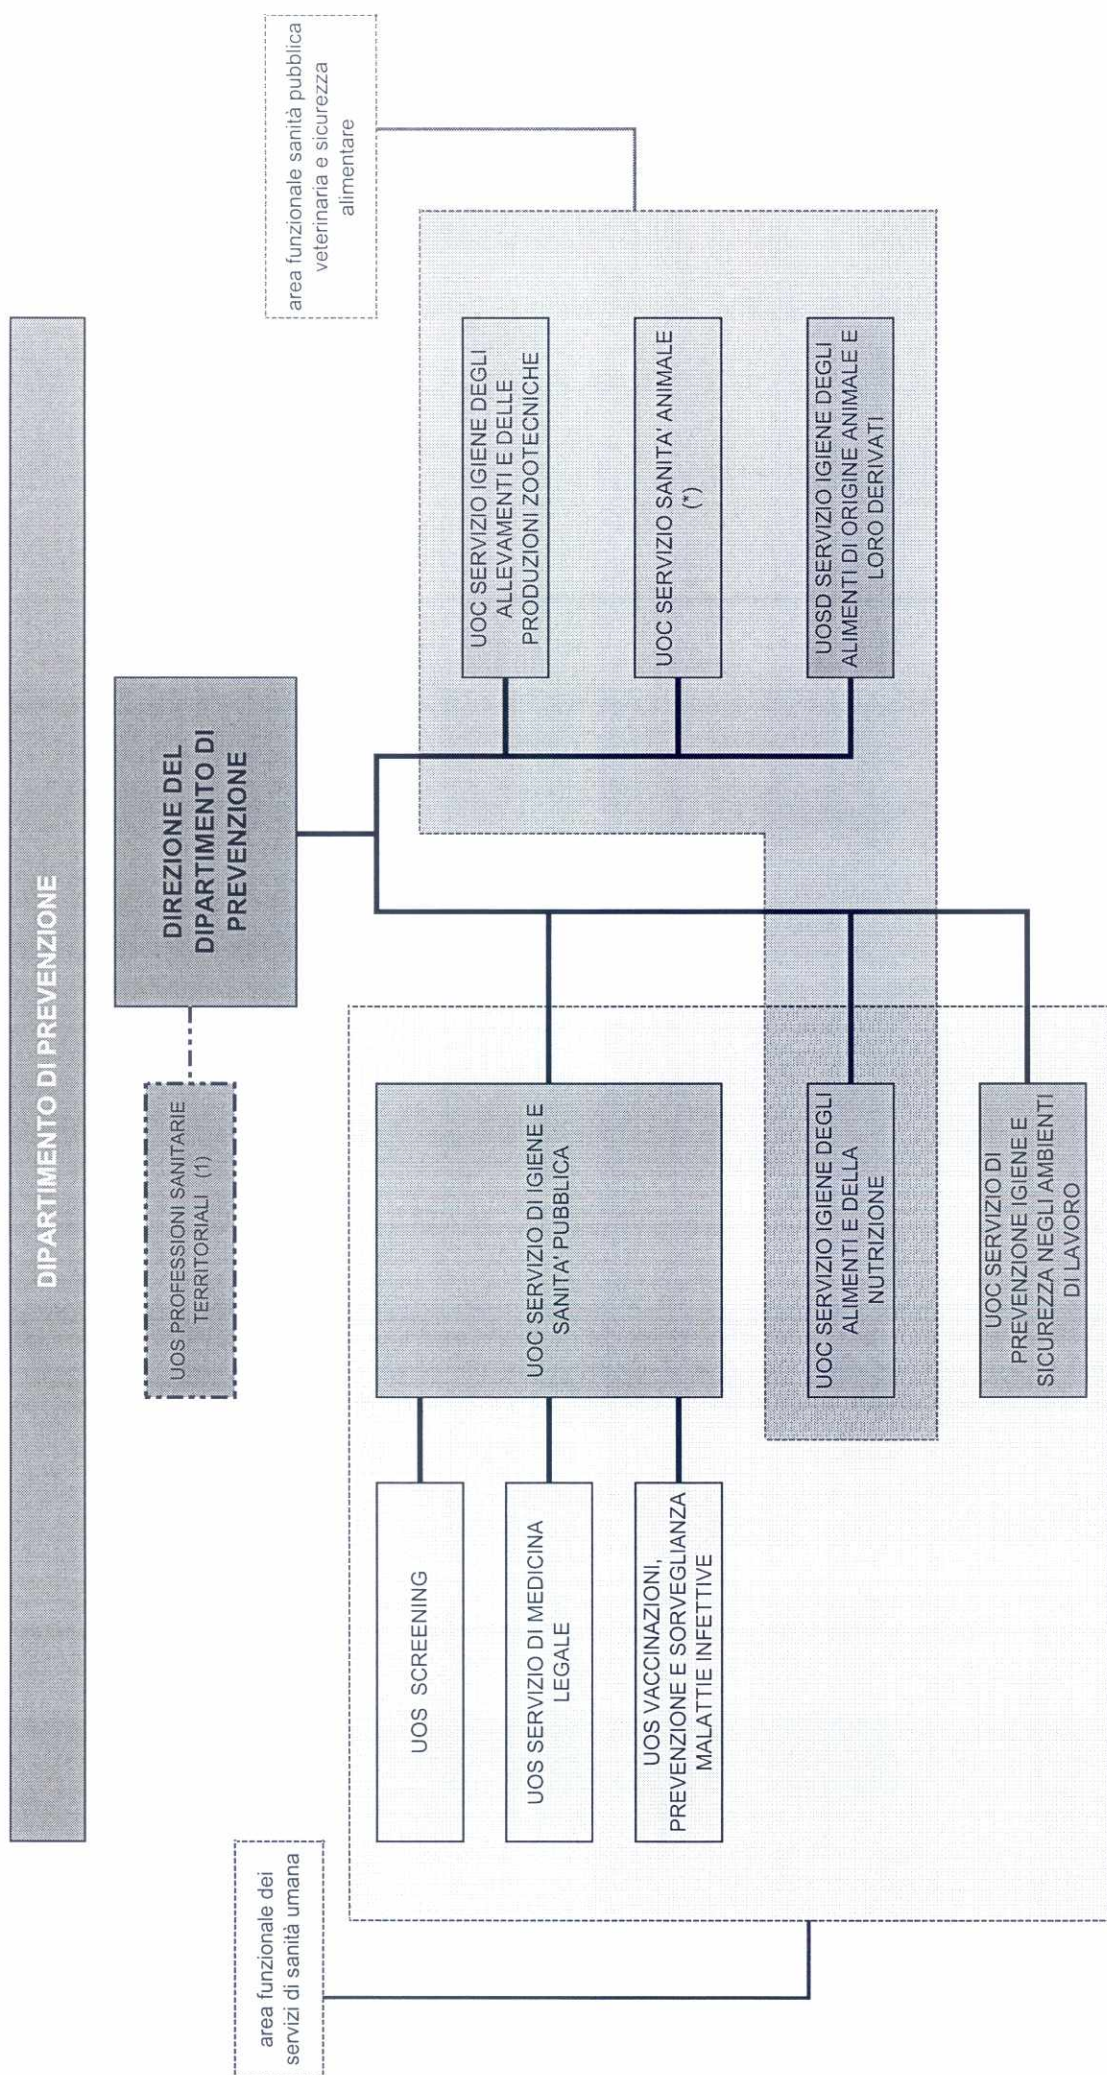 DIPARTIMENTO DI PREVENZIONE
DIREZIONE DEL
DIPARTIMENTO DI
PREVENZIONE
UOS PROFESSIONI SANITARIE
TERRITORIALI (1)
area funzionale dei
servizi di sanità umana
area funzionale sanità pubblica
veterinaria e sicurezza
alimentare
UOS SCREENING
UOS SERVIZIO DI MEDICINA
LEGALE
UOS VACCINAZIONI,
PREVENZIONE E SORVEGLIANZA
MALATTIE INFETTIVE
UOC SERVIZIO DI IGIENE E
SANITA' PUBBLICA
UOC SERVIZIO IGIENE DEGLI
ALIMENTI E DELLA
NUTRIZIONE
UOC SERVIZIO DI
PREVENZIONE IGIENE E
SICUREZZA NEGLI AMBIENTI
DI LAVORO
UOC SERVIZIO IGIENE DEGLI
ALLEVAMENTI E DELLE
PRODUZIONI ZOOTECNICHE
UOC SERVIZIO SANITA' ANIMALE
(*)
UOSD SERVIZIO IGIENE DEGLI
ALIMENTI DI ORIGINE ANIMALE E
LORO DERIVATI